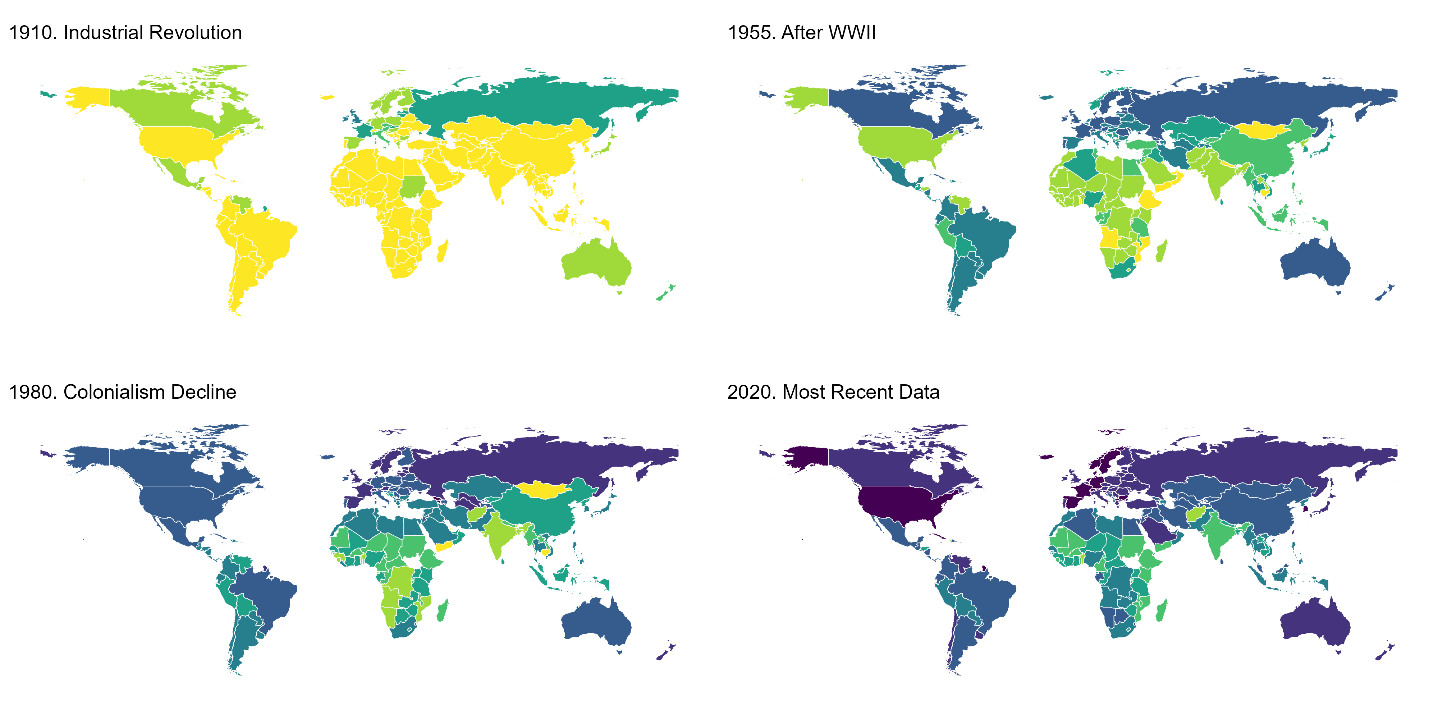 1910. Industrial Revolution
1955. After WWII
1980. Colonialism Decline
2020. Most Recent Data